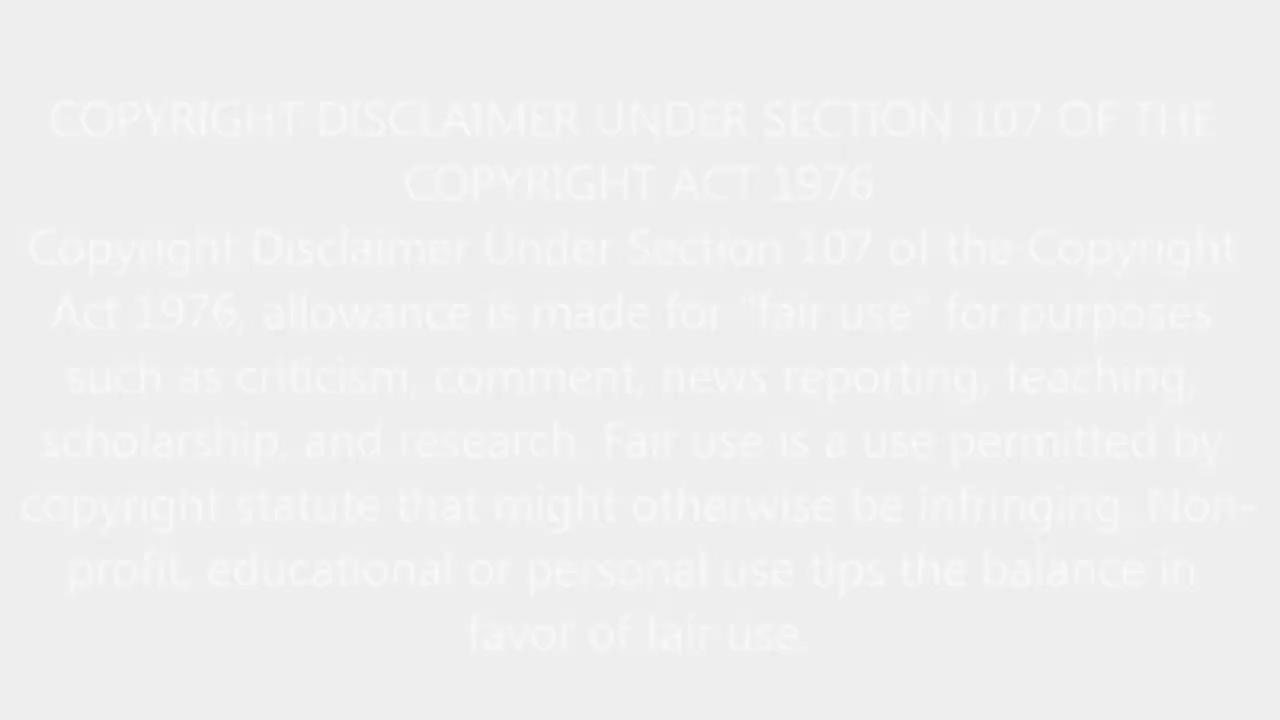 COPYRIGHT DISCLAIMER UNDER SECTION 107 OF THE
COPYRIGHT ACT 1976
Copyright Disclaimer Under Section 107 of the Copyright
Act 1976, allowance is made for "fair use" for purposes
such as criticism, comment, news reporting, teaching,
scholarship, and research. Fair use is a use permitted by
copyright statute that might otherwise be infringing. Non-
profit, educational or personal use tips the balance in
favor of fair use.